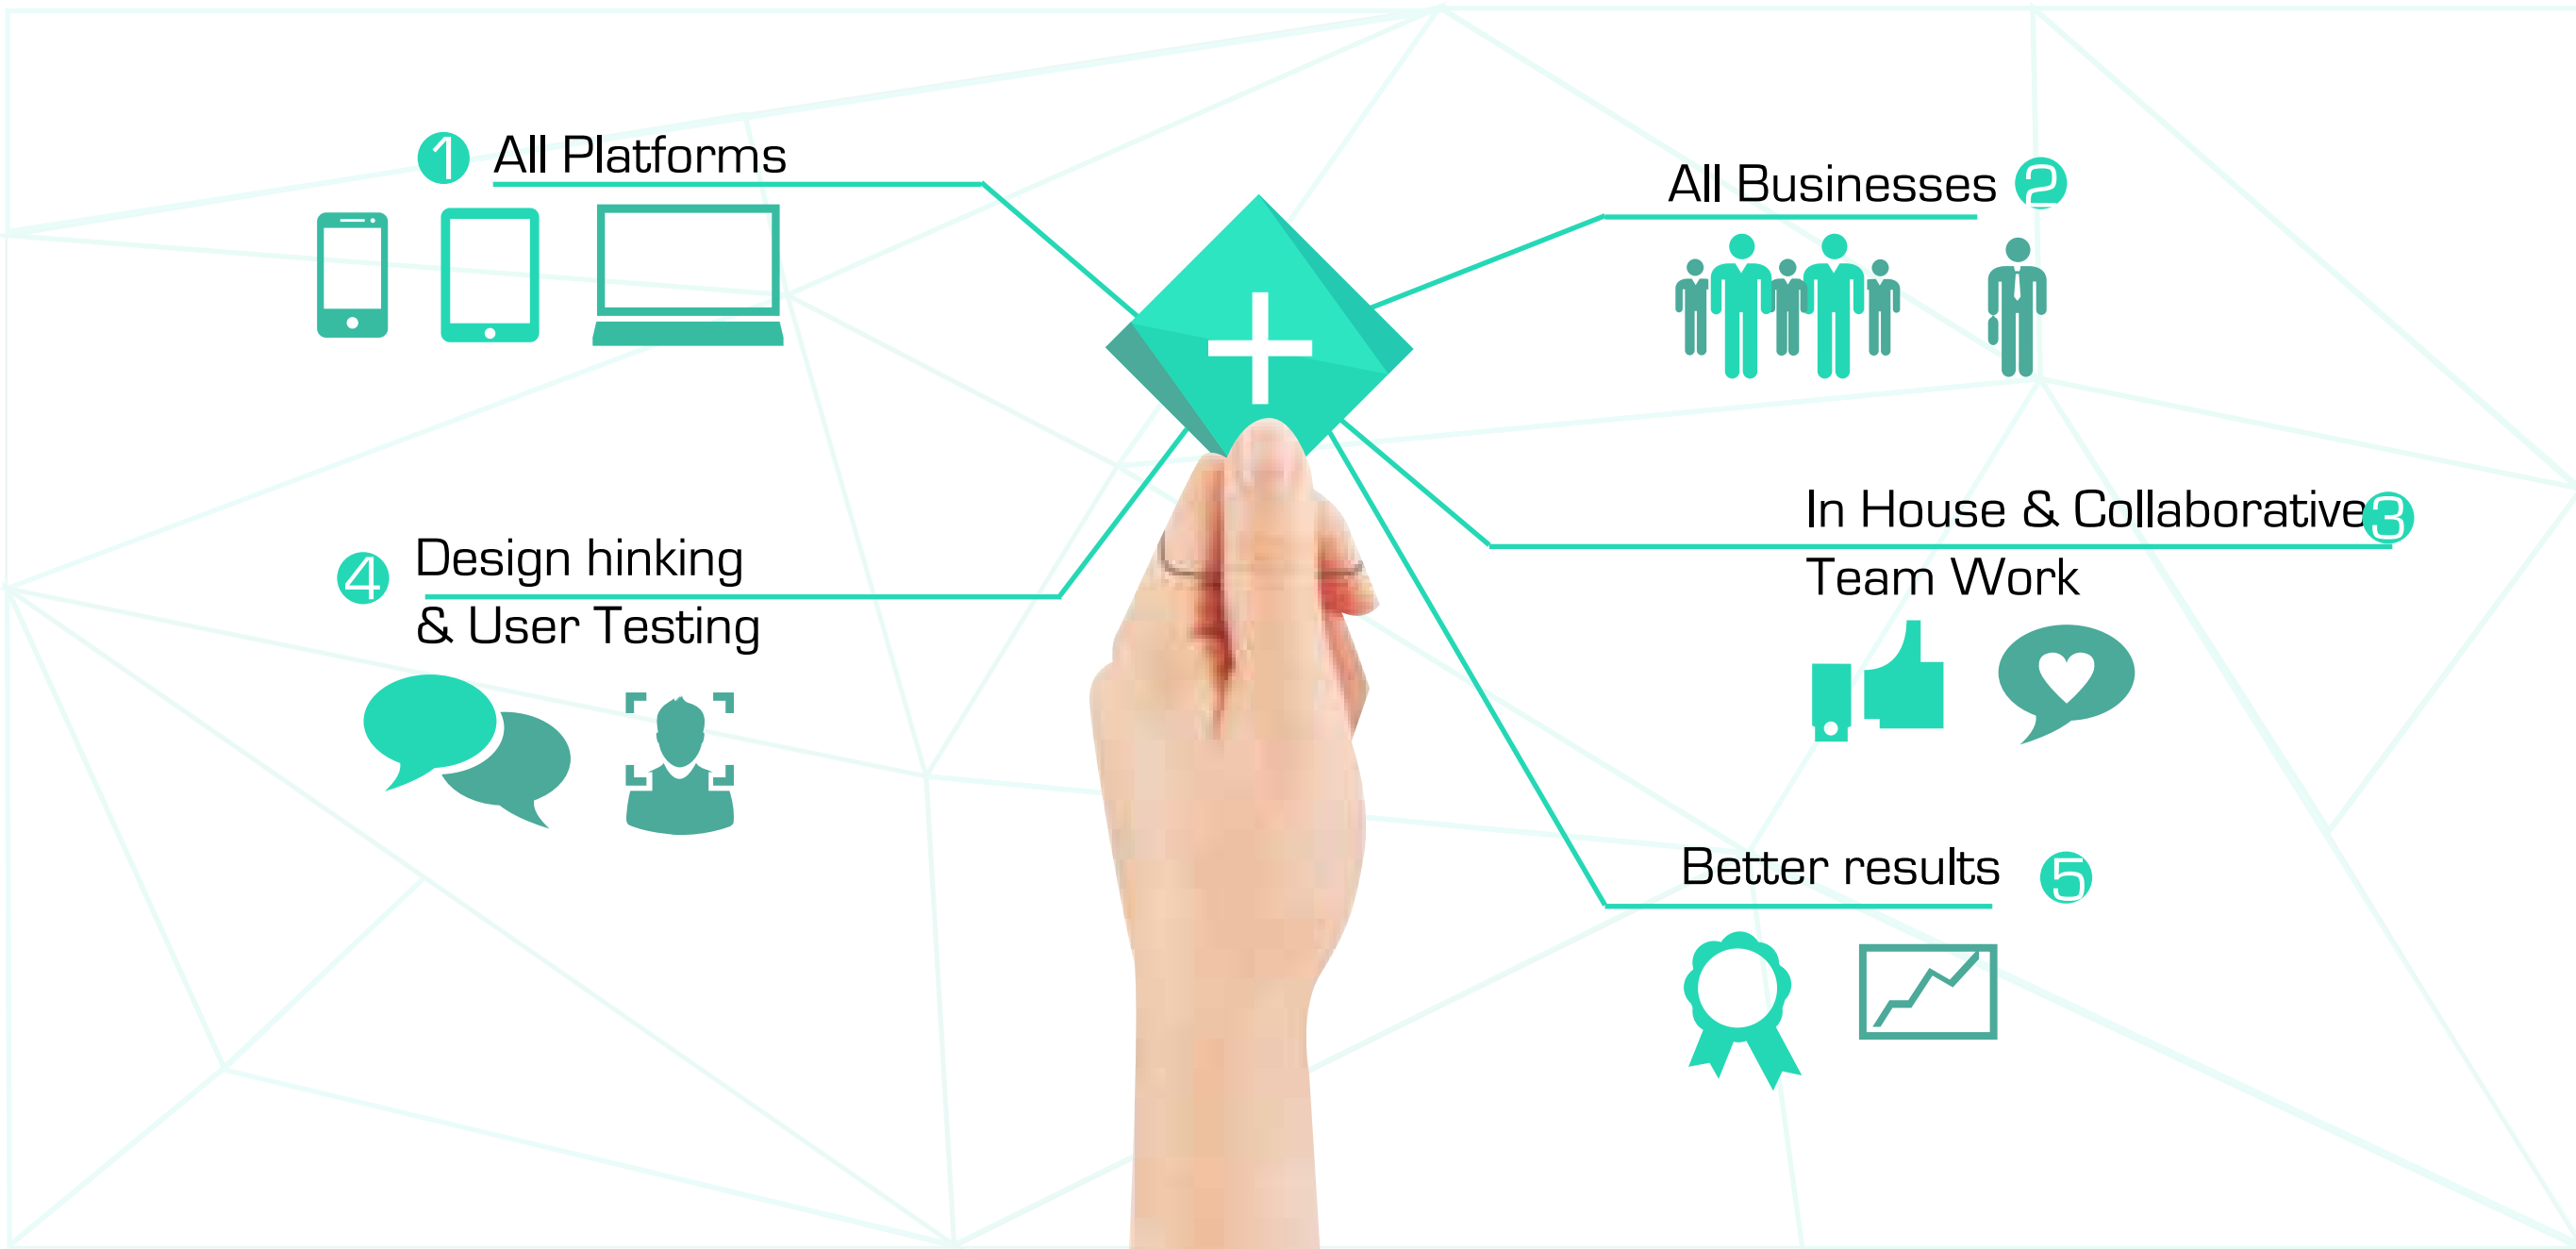 1 All Platforms
All Businesses 2
In House & Collaborative 3
Team Work
4 Design hinking
& User Testing
Better results 5